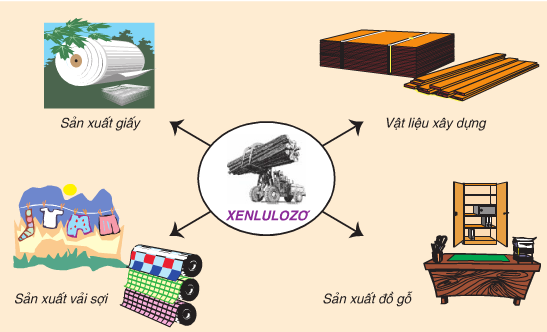 Sản xuất giấy
Vật liệu xây dựng
XENLULOZƠ
Sản xuất vải sợi
Sản xuất đồ gỗ